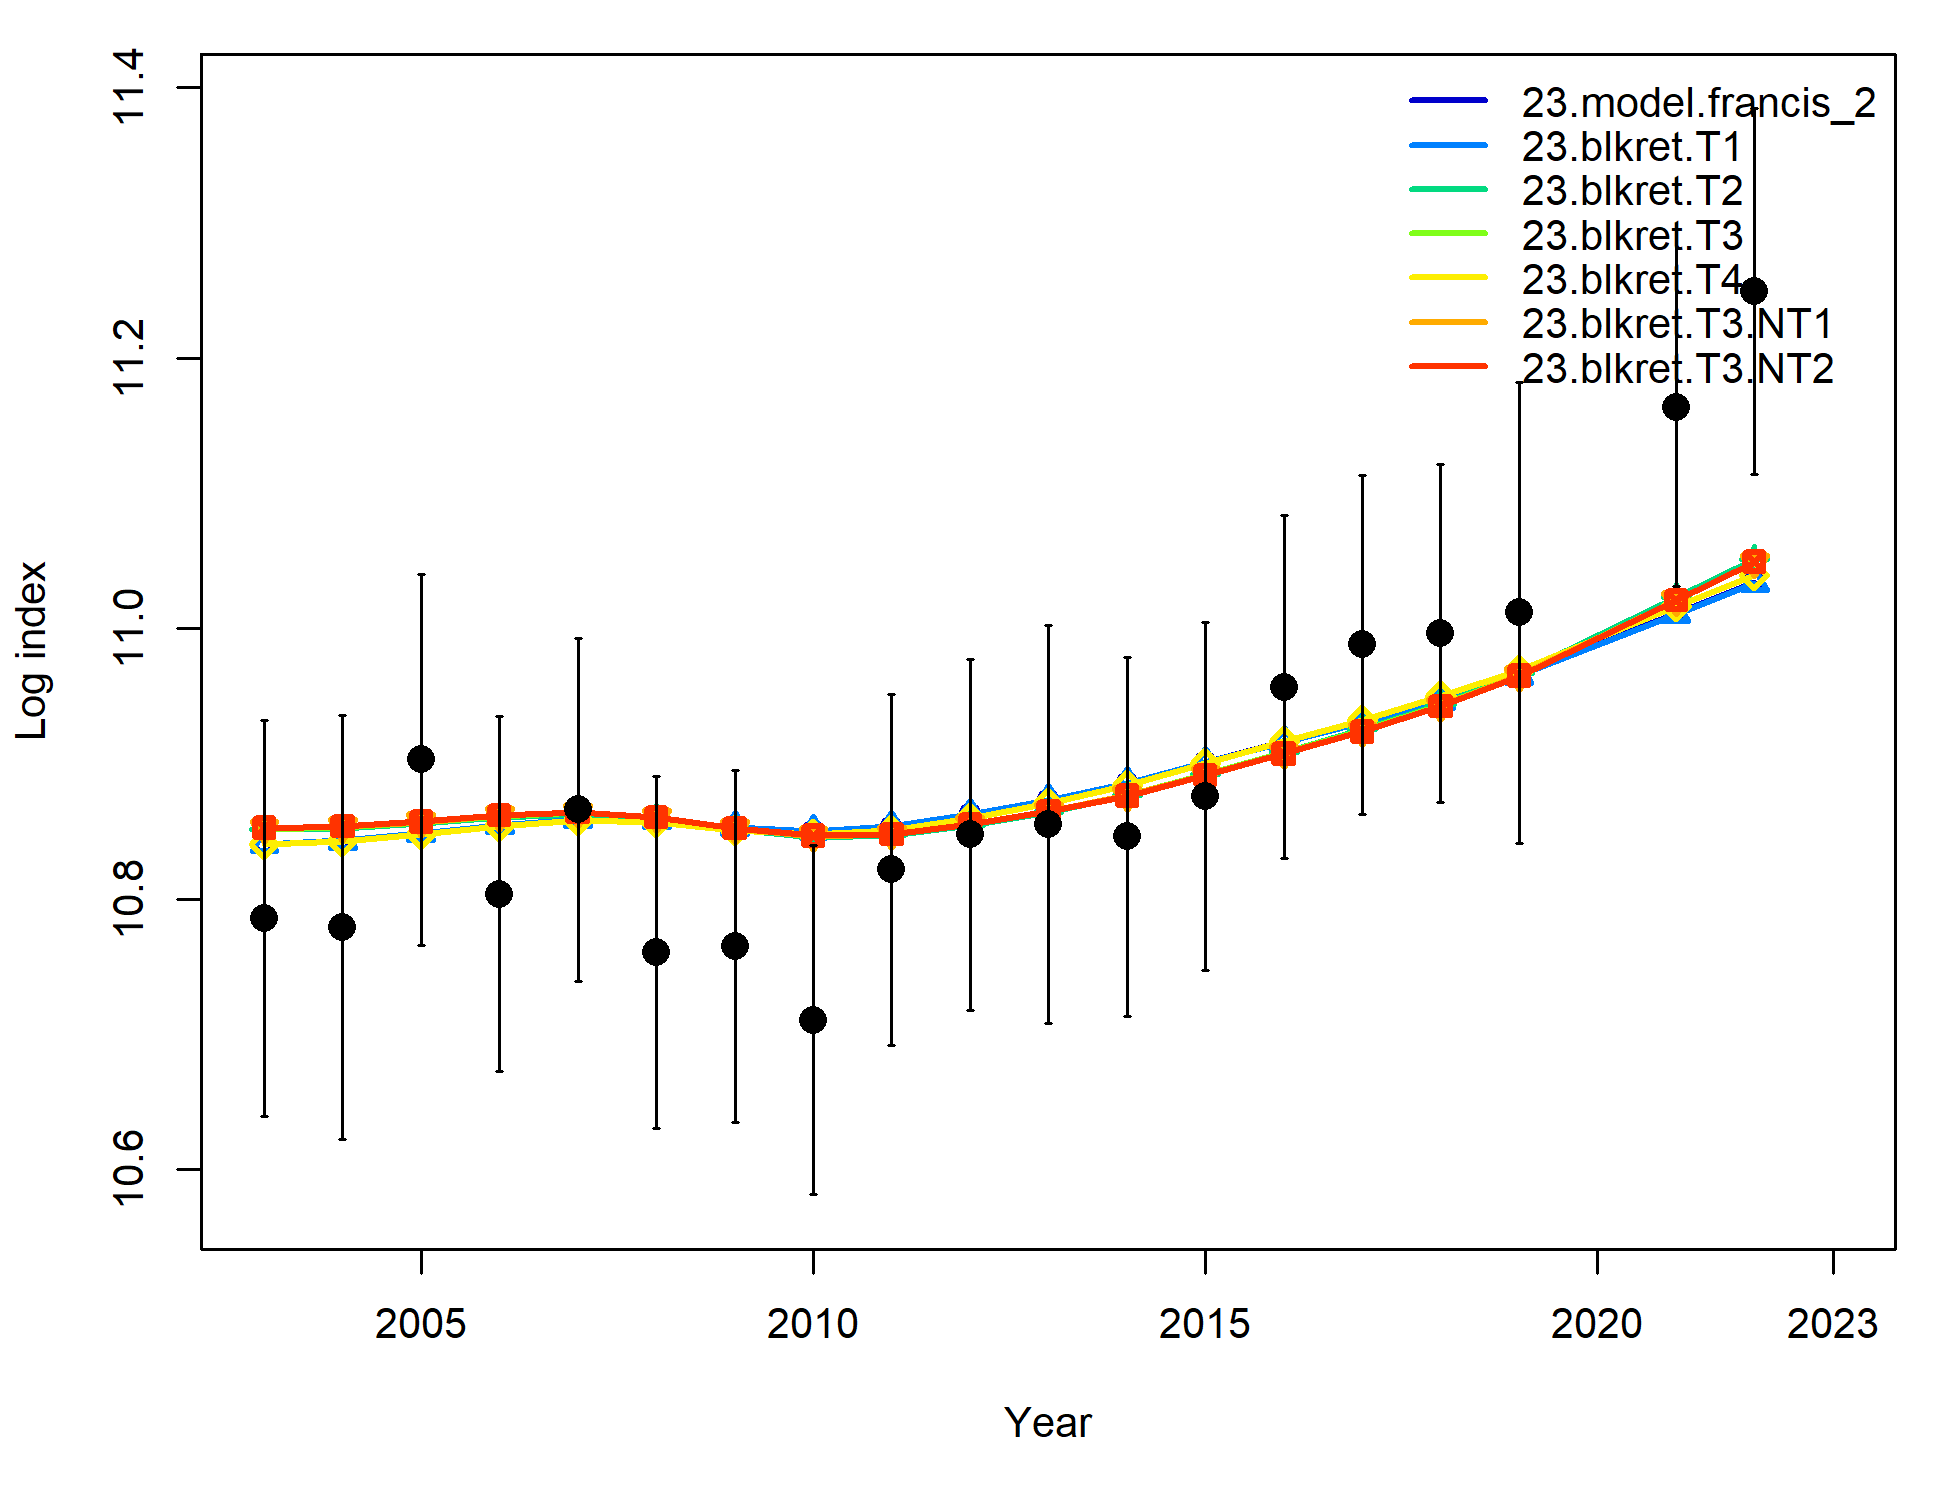 11.4
11.2
11.0
10.8
10.6
Log index
23.model.francis_2
23.blkret.T1
23.blkret.T2
23.blkret.T3
23.blkret.T4
23.blkret.T3.NT1
23.blkret.T3.NT2
2005
2010
2015
2020
2023
Year